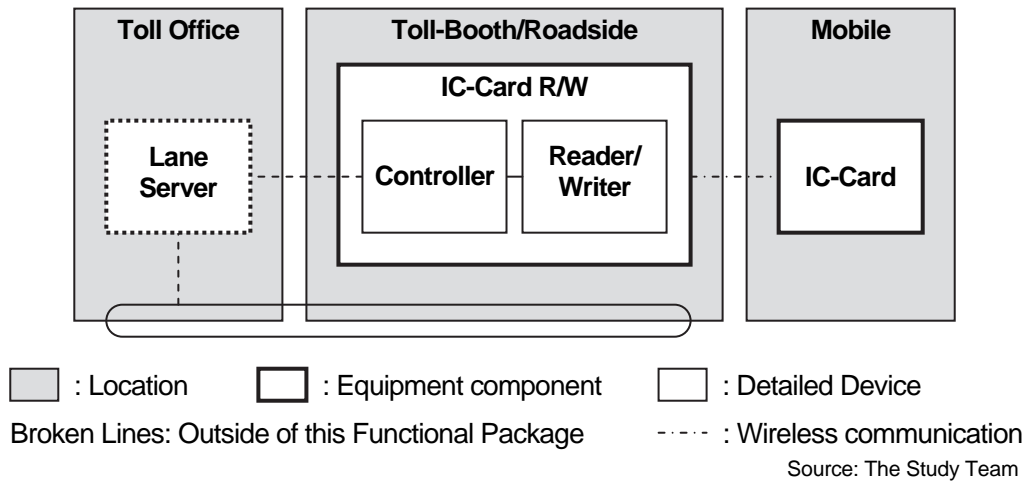 Toll Office
Toll-Booth/Roadside
Mobile
IC-Card R/W
Lane
Server
Controller
Reader/
Writer
IC-Card
: Location
: Equipment component
: Detailed Device
Broken Lines: Outside of this Functional Package
: Wireless communication
Source: The Study Team